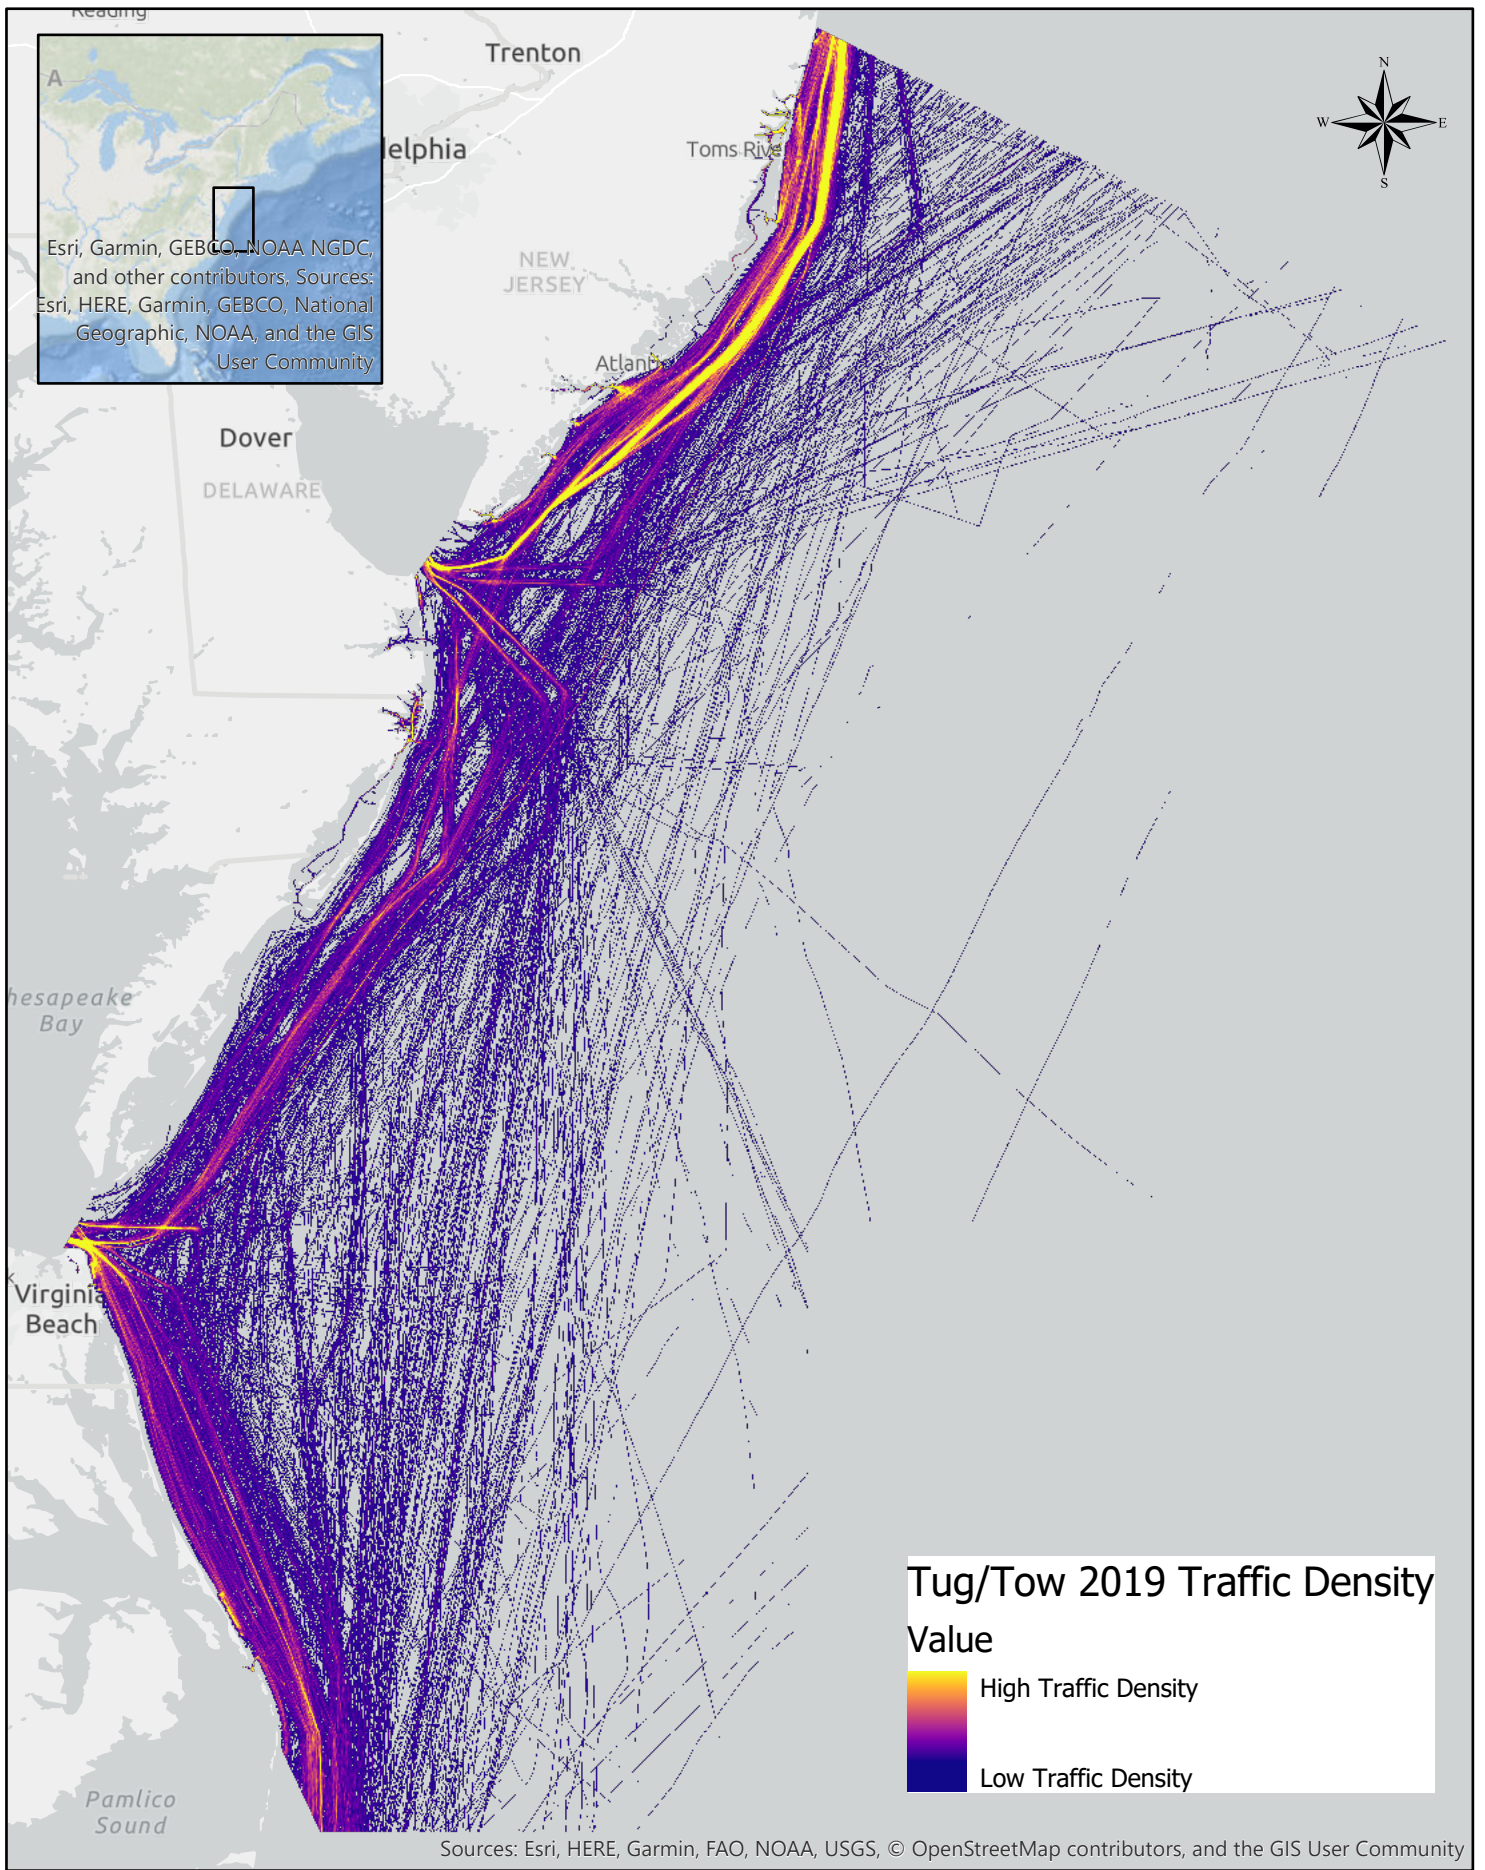 Reading
Trenton
N
W
E
S
A
elphia
Toms Rive
Esri, Garmin, GEBCO, NOAA NGDC,
and other contributors, Sources:
Esri, HERE, Garmin, GEBCO, National
Geographic, NOAA, and the GIS
User Community
NEW
JERSEY
Atlantic
Dover
DELAWARE
hesapeake
Bay
k
Virginia
Beach
Tug/Tow 2019 Traffic Density
Value
High Traffic Density
Low Traffic Density
Pamlico
Sound
Sources: Esri, HERE, Garmin, FAO, NOAA, USGS, © OpenStreetMap contributors, and the GIS User Community